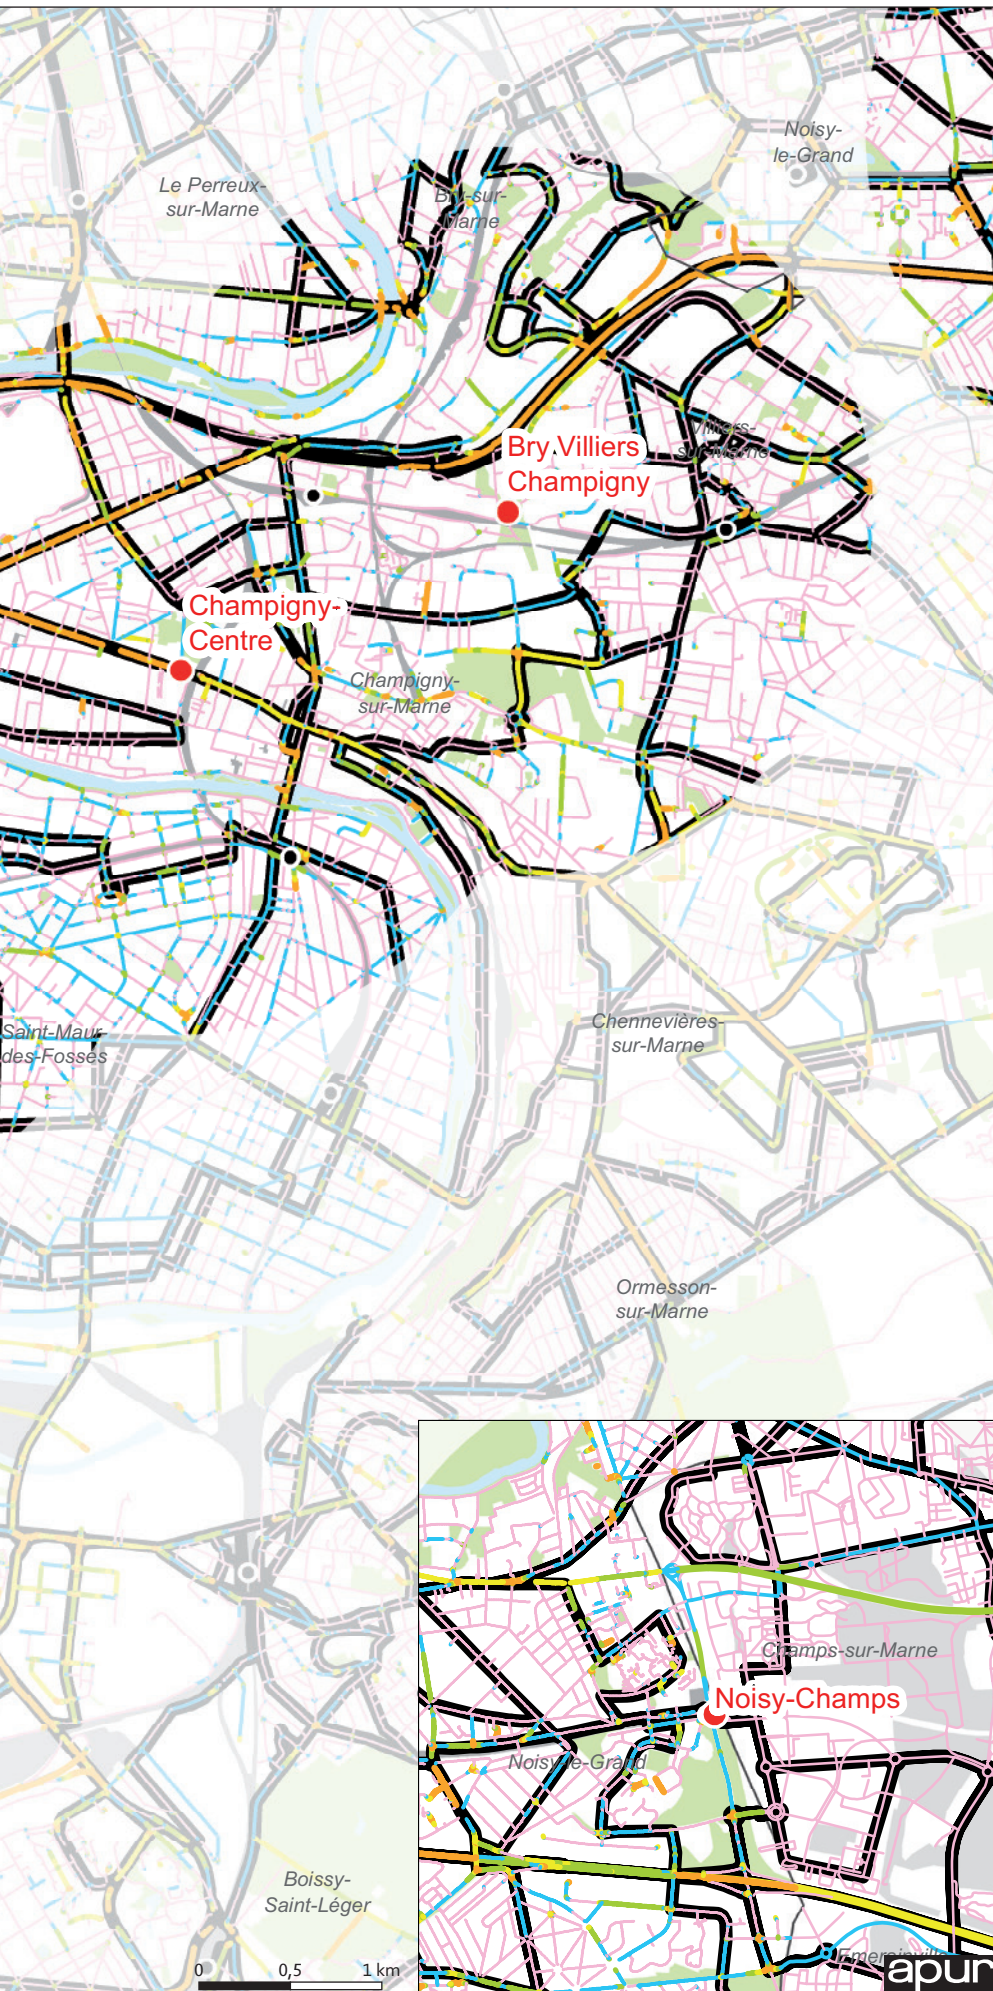 Noisy-
le-Grand
Le Perreux-
sur-Marne
Bry-sur-
Marne
Villiers-
sur-Marne
Bry Villiers
Champigny
Champigny-
Centre
Champigny-
sur-Marne
Saint-Maur-
des-Fossés
Chennevières-
sur-Marne
Ormesson-
sur-Marne
Champs-sur-Marne
Noisy-Champs
Noisy-le-Grand
Boissy-
Saint-Léger
Emerainville
0 0,5 1 km
apur